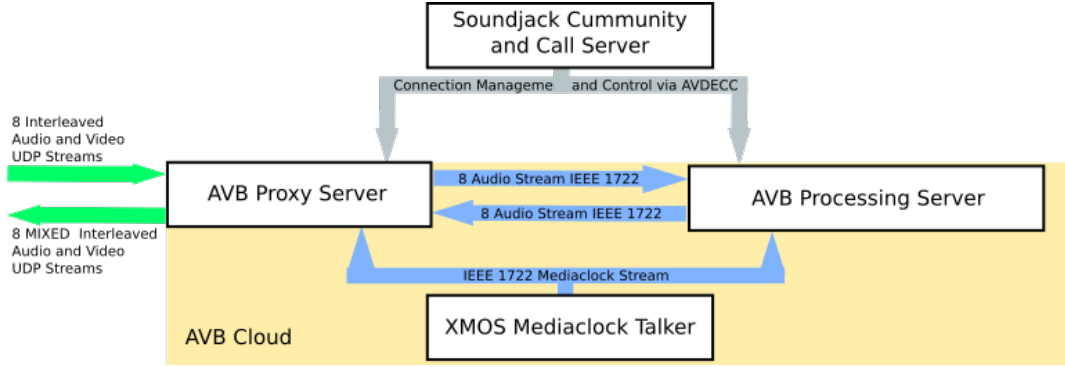 Soundjack Cummunity
and Call Server
Connection Manageme and Control via AVDECC
8 Interleaved
Audio and Video
UDP Streams
AVB Proxy Server
8 Audio Stream IEEE 1722
AVB Processing Server
8 Audio Stream IEEE 1722
8 MIXED Interleaved
Audio and Video
UDP Streams
IEEE 1722 Mediaclock Stream
XMOS Mediaclock Talker
AVB Cloud